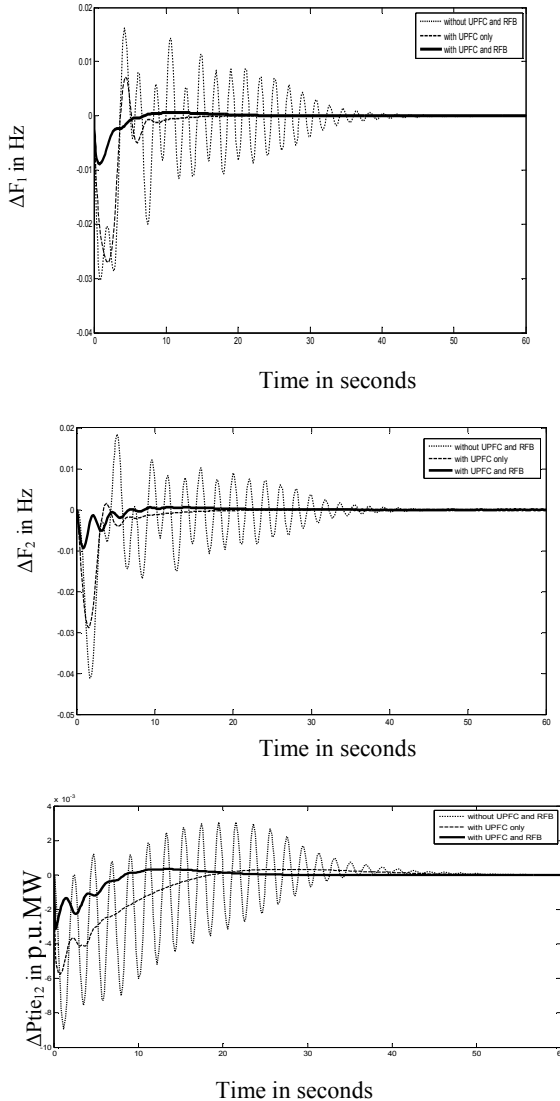 0.02
0.01
0
-0.01
-0.02
-0.03
-0.04
ΔF1 in Hz
without UPFC and RFB
with UPFC only
with UPFC and RFB
0 10 20 30 40 50 60
Time in seconds
0.02
0.01
0
-0.01
-0.02
-0.03
-0.04
-0.05
ΔF2 in Hz
without UPFC and RFB
with UPFC only
with UPFC and RFB
0 10 20 30 40 50 60
Time in seconds
x 10-3
4
2
0
-2
-4
-6
-8
-10
ΔPtie12 in p.u.MW
without UPFC and RFB
with UPFC only
with UPFC and RFB
0 10 20 30 40 50 60
Time in seconds